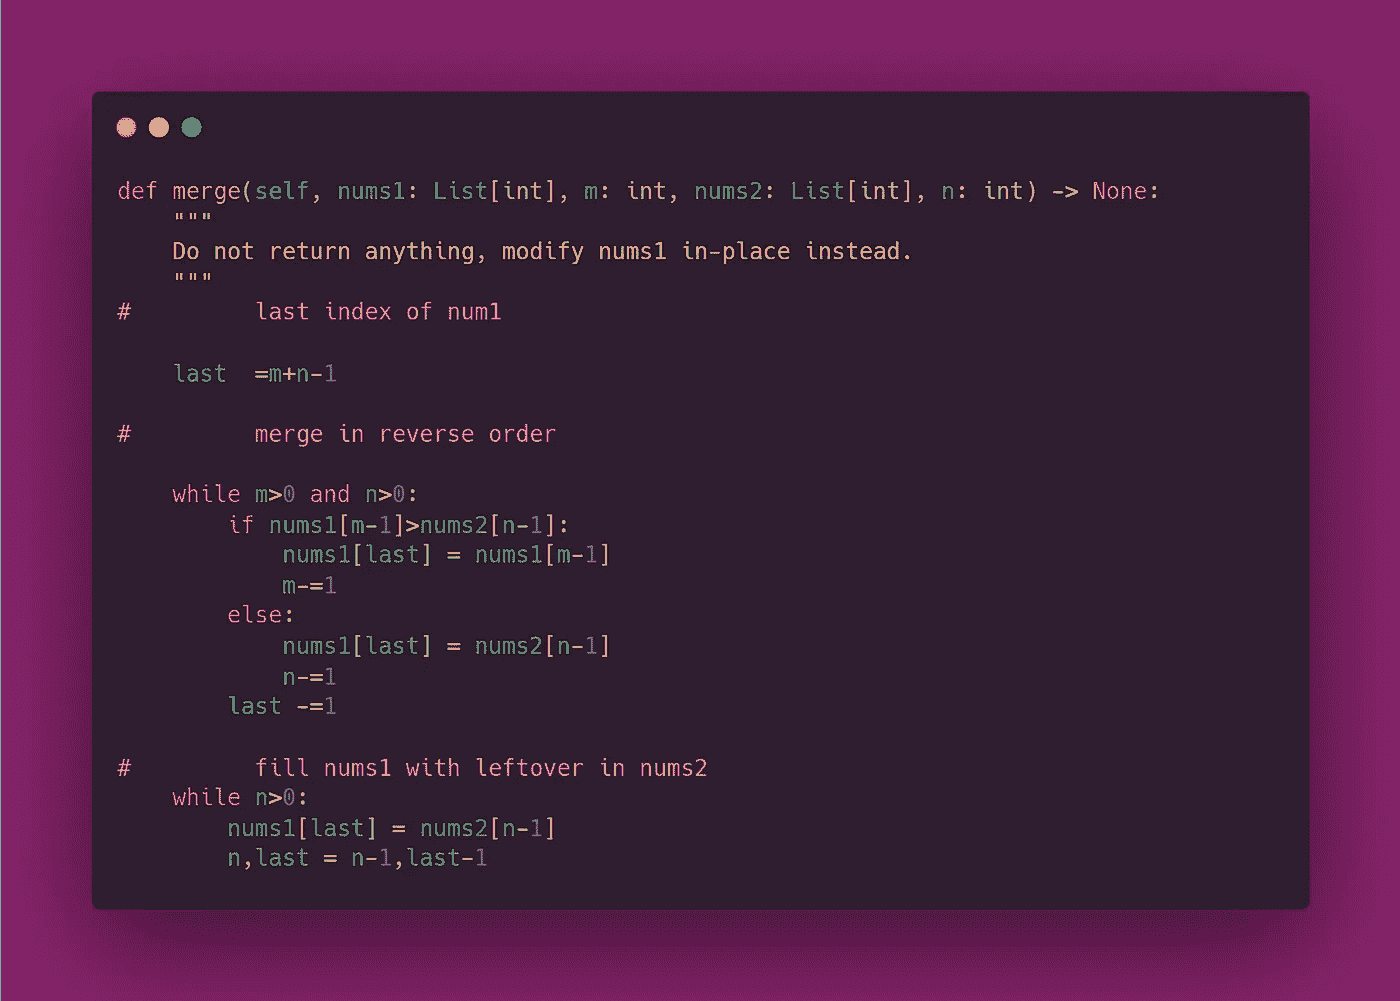 def merge(self, nums1: List[int], m: int, nums2: List[int], n: int) -> None:
    """
    Do not return anything, modify nums1 in-place instead.
    """
#         last index of num1

    last  =m+n-1

#         merge in reverse order

    while m>0 and n>0:
        if nums1[m-1]>nums2[n-1]:
            nums1[last] = nums1[m-1]
            m-=1
        else:
            nums1[last] = nums2[n-1]
            n-=1
        last -=1

#         fill nums1 with leftover in nums2
    while n>0:
        nums1[last] = nums2[n-1]
        n,last = n-1,last-1